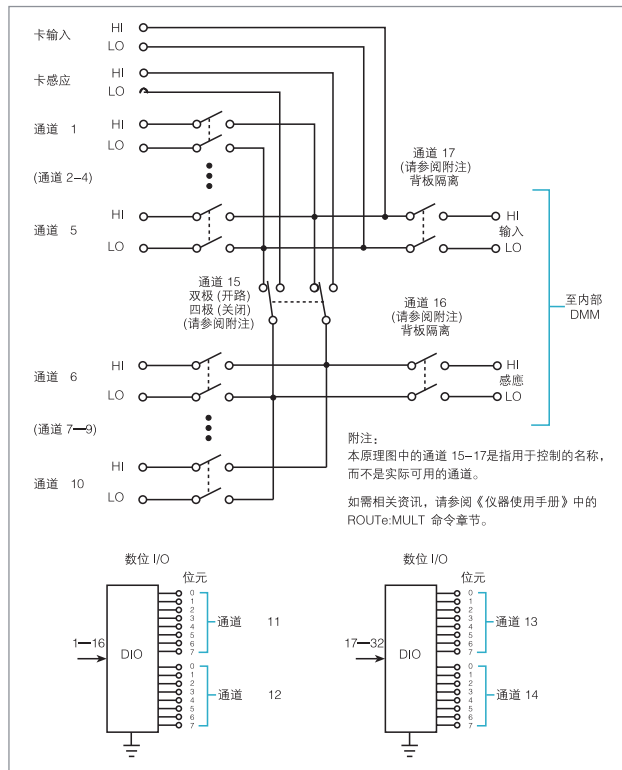 卡输入 HI
LO
卡感应 HI
LO
通道 1 HI
LO
(通道 2–4)
通道 5 HI
LO
通道 17
(请参阅附注)
背板隔离
HI
输入
LO
通道 15
双极 (开路)
四极 (关闭)
(请参阅附注)
通道 16
(请参阅附注)
背板隔离
至内部
DMM
通道 6 HI
LO
HI
感應
LO
(通道 7—9)
通道 10 HI
LO
附注:
本原理图中的通道 15–17是指用于控制的名称,
而不是实际可用的通道。
如需相关资讯，请参阅《仪器使用手册》中的
ROUTe:MULT 命令章节。
数位 I/O
位元
1—16
DIO
0
1
2
3
4
5
6
7
通道 11
0
1
2
3
4
5
6
7
通道 12
数位 I/O
位元
17—32
DIO
0
1
2
3
4
5
6
7
通道 13
0
1
2
3
4
5
6
7
通道 14